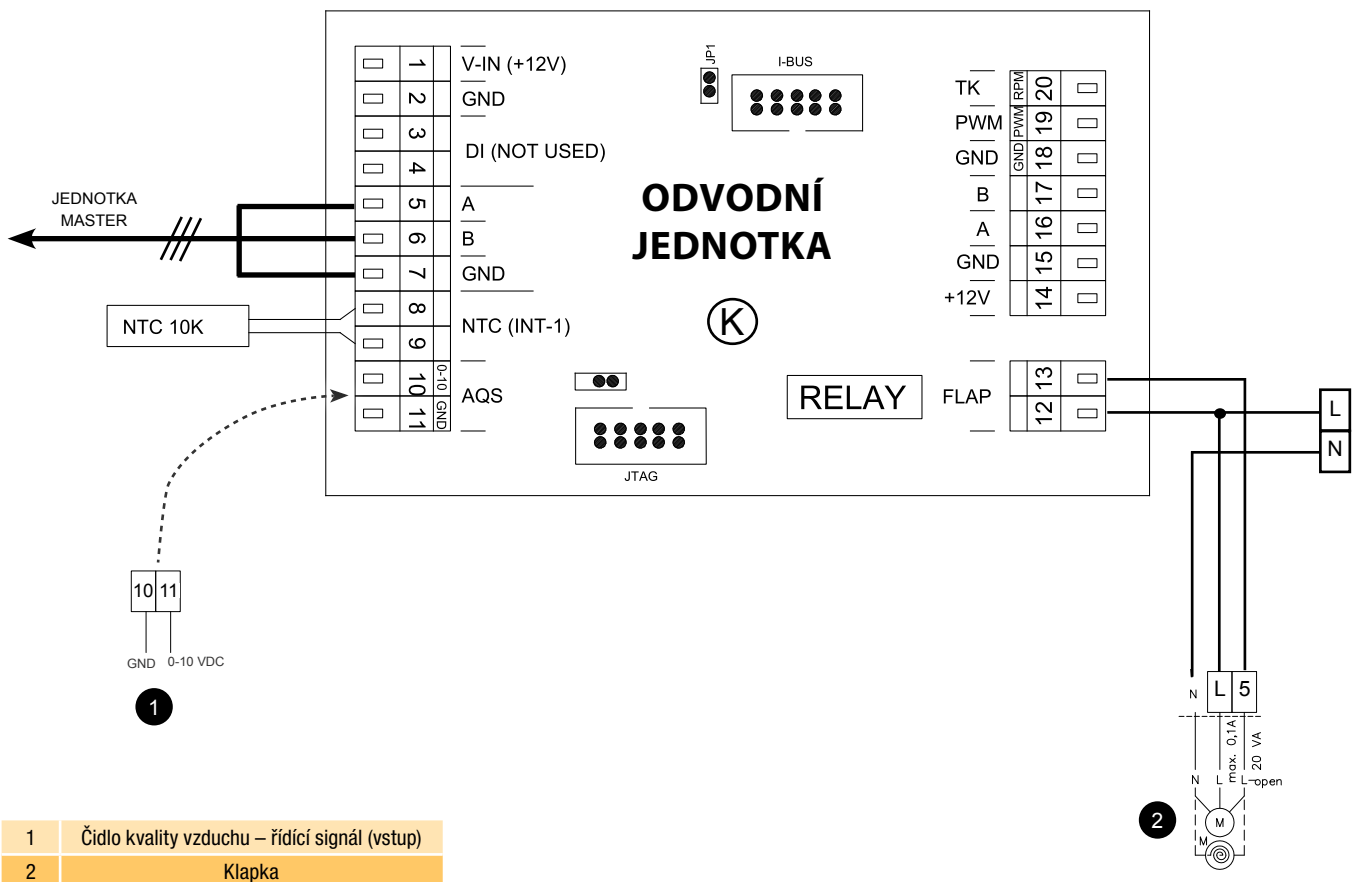 JP1
I-BUS
1 V-IN (+12V)
2 GND
3
DI (NOT USED)
4
5 A
6 B
7 GND
8
NTC (INT-1)
9
10 0-10
AQS
11 GND
JEDNOTKA
MASTER
NTC 10K
ODVODNÍ
JEDNOTKA
K
RELAY
JTAG
TK RPM 20
PWM PWM 19
GND GND 18
B 17
A 16
GND 15
+12V 14
13
FLAP
12
L
N
10 11
GND 0-10 VDC
1
N L 5
max. 0,1A
20 VA
N L L-open
M
M
2
1 Čidlo kvality vzduchu – řídící signál (vstup)
2 Klapka